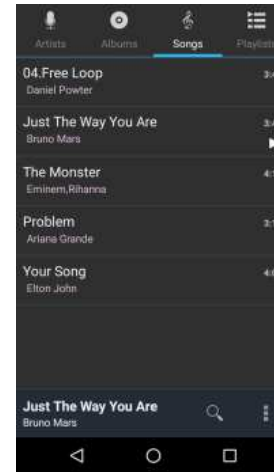 Artists Albums Songs Playlists
04.Free Loop
Daniel Powter
Just The Way You Are
Bruno Mars
The Monster
Eminem,Rihanna
Problem
Ariana Grande
Your Song
Elton John
Just The Way You Are
Bruno Mars